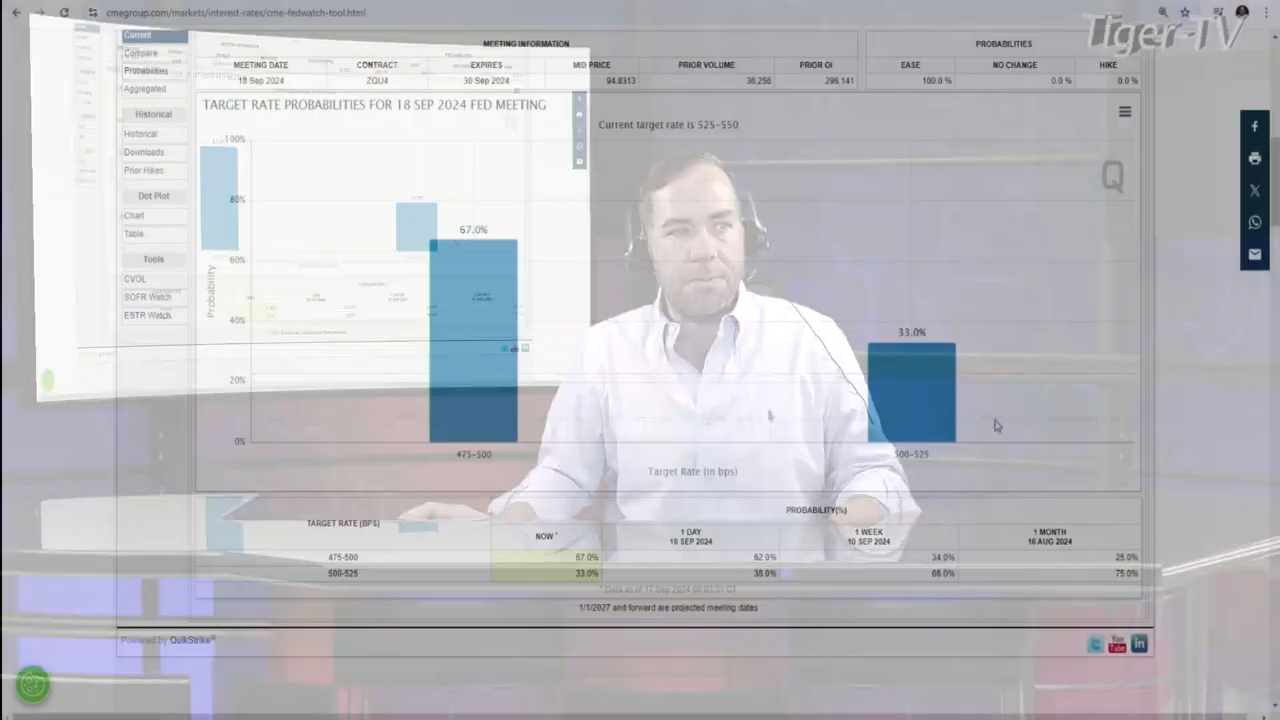 cmegroup.com/markets/interest-rates/cme-fedwatch-tool.html
Tiger-TV
Current
Compare
Probabilities
Aggregated
Historical
Historical
Downloads
Prior Hikes
Dot Plot
Chart
Table
Tools
CVOL
SOFR Watch
ESTR Watch
MEETING INFORMATION
PROBABILITIES
MEETING DATE CONTRACT EXPIRES MID PRICE PRIOR VOLUME PRIOR OI EASE NO CHANGE HIKE
18 Sep 2024 ZQU4 30 Sep 2024 94.8313 36,256 296,141 100.0 % 0.0 % 0.0 %
TARGET RATE PROBABILITIES FOR 18 SEP 2024 FED MEETING
Current target rate is 525-550
Q
Probability
100%
80%
60%
40%
20%
0%
67.0%
33.0%
475-500
500-525
Target Rate (in bps)
TARGET RATE (BPS)
PROBABILITY(%)
NOW *
1 DAY
16 SEP 2024
1 WEEK
10 SEP 2024
1 MONTH
16 AUG 2024
475-500 67.0% 62.0% 34.0% 25.0%
500-525 33.0% 38.0% 66.0% 75.0%
1/1/2027 and forward are projected meeting dates
Powered by QuikStrike®
You
Tube
in